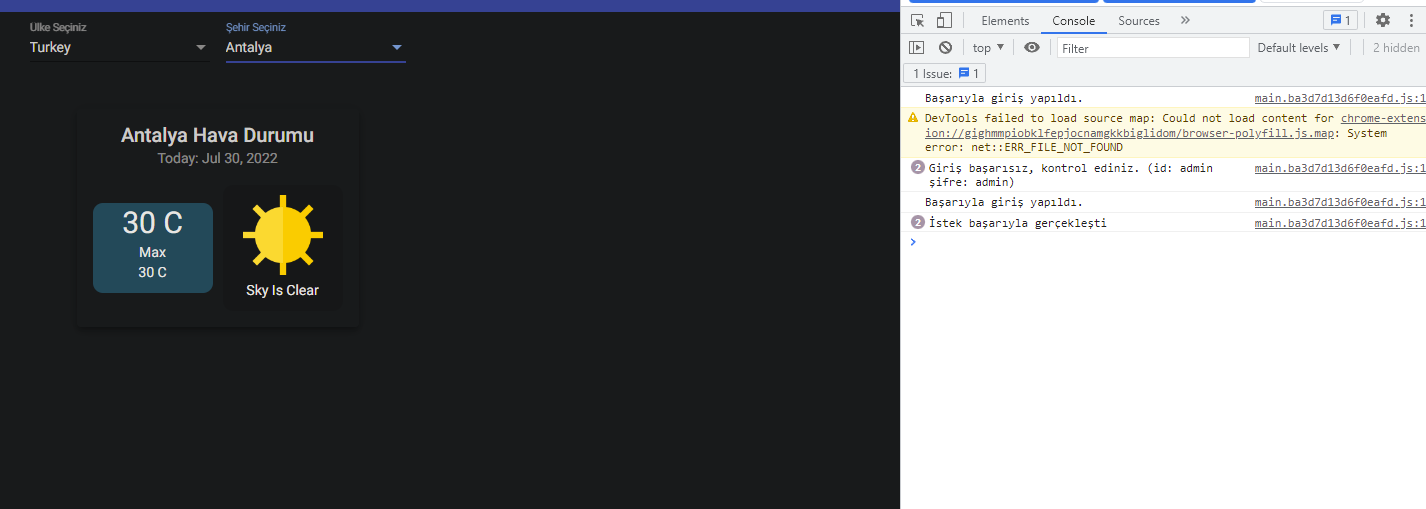 Ülke Seçiniz
Turkey
Şehir Seçiniz
Antalya
Antalya Hava Durumu
Today: Jul 30, 2022
30 C
Max
30 C
Sky Is Clear
Elements Console Sources » 1
top ▼ Filter Default levels ▼ 2 hidden
1 Issue: 1
Başarıyla giriş yapıldı. main.ba3d7d13d6f0eafd.js:1
DevTools failed to load source map: Could not load content for chrome-extens
ion://gighmmpiobklfepjocnamgkkbiglidom/browser-polyfill.js.map: System
error: net::ERR_FILE_NOT_FOUND
2 Giriş başarısız, kontrol ediniz. (id: admin main.ba3d7d13d6f0eafd.js:1
şifre: admin)
Başarıyla giriş yapıldı. main.ba3d7d13d6f0eafd.js:1
2 İstek başarıyla gerçekleşti main.ba3d7d13d6f0eafd.js:1